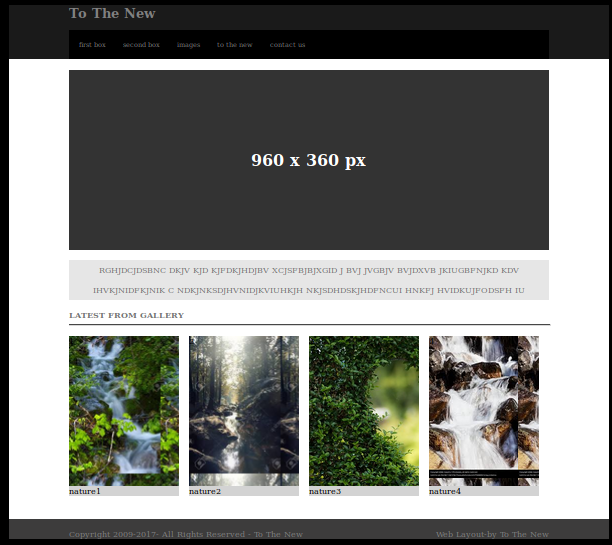 To The New
first box second box images to the new contact us
960 x 360 px
RGHJDCJDSBNC DKJV KJD KJFDKJHDJBV XCJSFBJBJXGID J BVJ JVGBJV BVJDXVB JKIUGBFNJKD KDV
IHVKJNIDFKJNIK C NDKJNKSDJHVNIDJKVIUHKJH NKJSDHDSKJHDFNCUI HNKFJ HVIDKUJFODSFH IU
LATEST FROM GALLERY
nature1 nature2 nature3 nature4
Copyright 2009-2017- All Rights Reserved - To The New Web Layout-by To The New